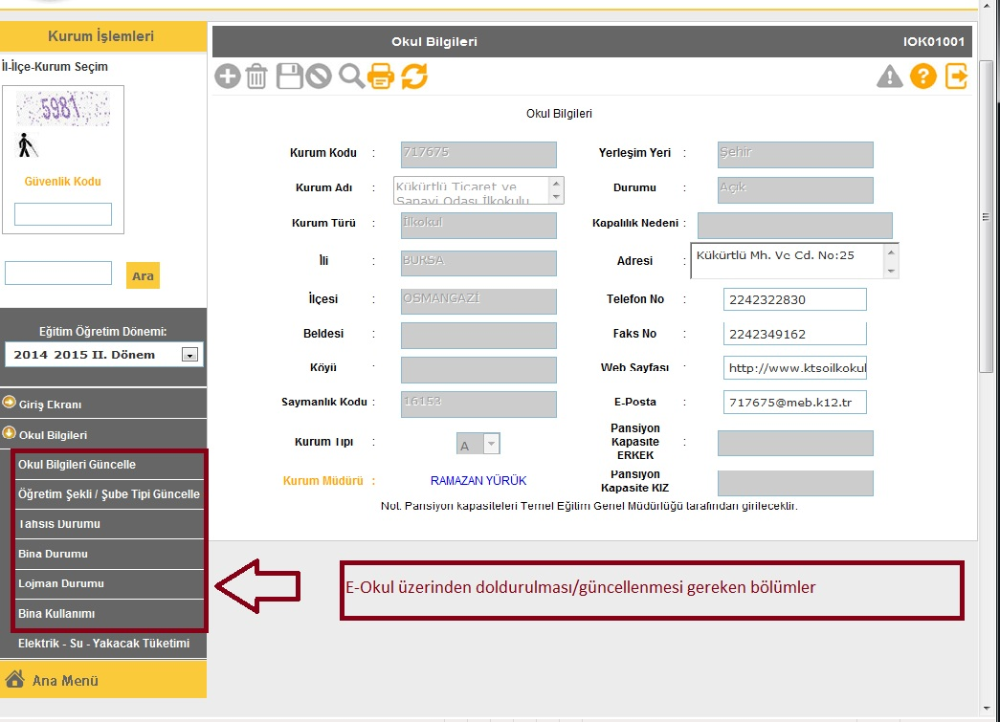 Kurum İşlemleri
İl-İlçe-Kurum Seçim
5981
Güvenlik Kodu
Ara
Eğitim Öğretim Dönemi:
2014 2015 II. Dönem
Giriş Ekranı
Okul Bilgileri
Okul Bilgileri Güncelle
Öğretim Şekli / Şube Tipi Güncelle
Tahsis Durumu
Bina Durumu
Lojman Durumu
Bina Kullanımı
Elektrik - Su - Yakacak Tüketimi
Ana Menü
Okul Bilgileri IOK01001
Okul Bilgileri
Kurum Kodu : 717675 Yerleşim Yeri : Şehir
Kurum Adı : Kükürtlü Ticaret ve Durumu : Açık
Sanayi Odası İlkokulu
Kurum Türü : İlkokul Kapalılık Nedeni :
İli : BURSA Adresi : Kükürtlü Mh. Ve Cd. No:25
İlçesi : OSMANGAZİ Telefon No : 2242322830
Beldesi : Faks No : 2242349162
Köyü : Web Sayfası : http://www.ktsoilkokul
Saymanlık Kodu : 16153 E-Posta : 717675@meb.k12.tr
Kurum Tipi : A Pansiyon
Kapasite :
ERKEK
Kurum Müdürü : RAMAZAN YÜRÜK Pansiyon :
Kapasite KIZ
Not. Pansiyon kapasiteleri Temel Eğitim Genel Müdürlüğü tarafından girilecektir.
E-Okul üzerinden doldurulması/güncellenmesi gereken bölümler